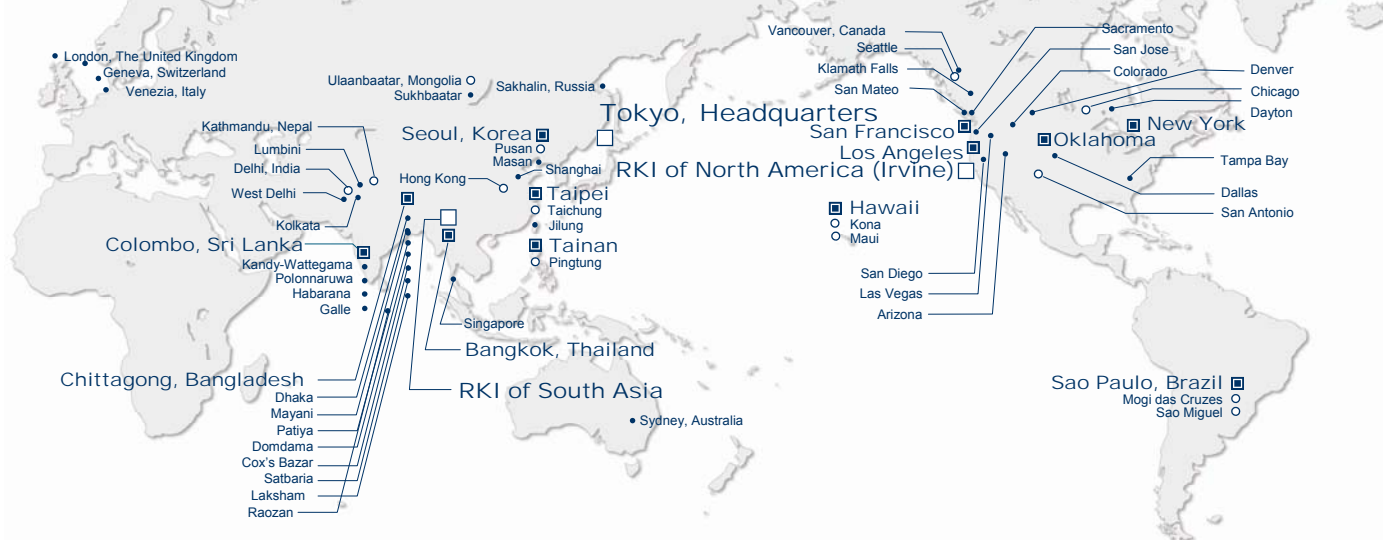 London, The United Kingdom
Geneva, Switzerland
Venezia, Italy
Ulaanbaatar, Mongolia
Sukhbaatar
Sakhalin, Russia
Tokyo, Headquarters
Seoul, Korea
Pusan
Masan
Shanghai
Hong Kong
Kathmandu, Nepal
Lumbini
Delhi, India
West Delhi
Kolkata
Colombo, Sri Lanka
Kandy-Wattegama
Polonnaruwa
Habarana
Galle
Taipei
Taichung
Jilung
Tainan
Pingtung
Singapore
Bangkok, Thailand
RKI of South Asia
Chittagong, Bangladesh
Dhaka
Mayani
Patiya
Domdama
Cox's Bazar
Satbaria
Laksham
Raozan
Sydney, Australia
Vancouver, Canada
Seattle
Klamath Falls
San Mateo
San Francisco
Los Angeles
RKI of North America (Irvine)
Hawaii
Kona
Maui
San Diego
Las Vegas
Arizona
Sacramento
San Jose
Colorado
Denver
Chicago
Dayton
New York
Oklahoma
Tampa Bay
Dallas
San Antonio
Sao Paulo, Brazil
Mogi das Cruzes
Sao Miguel